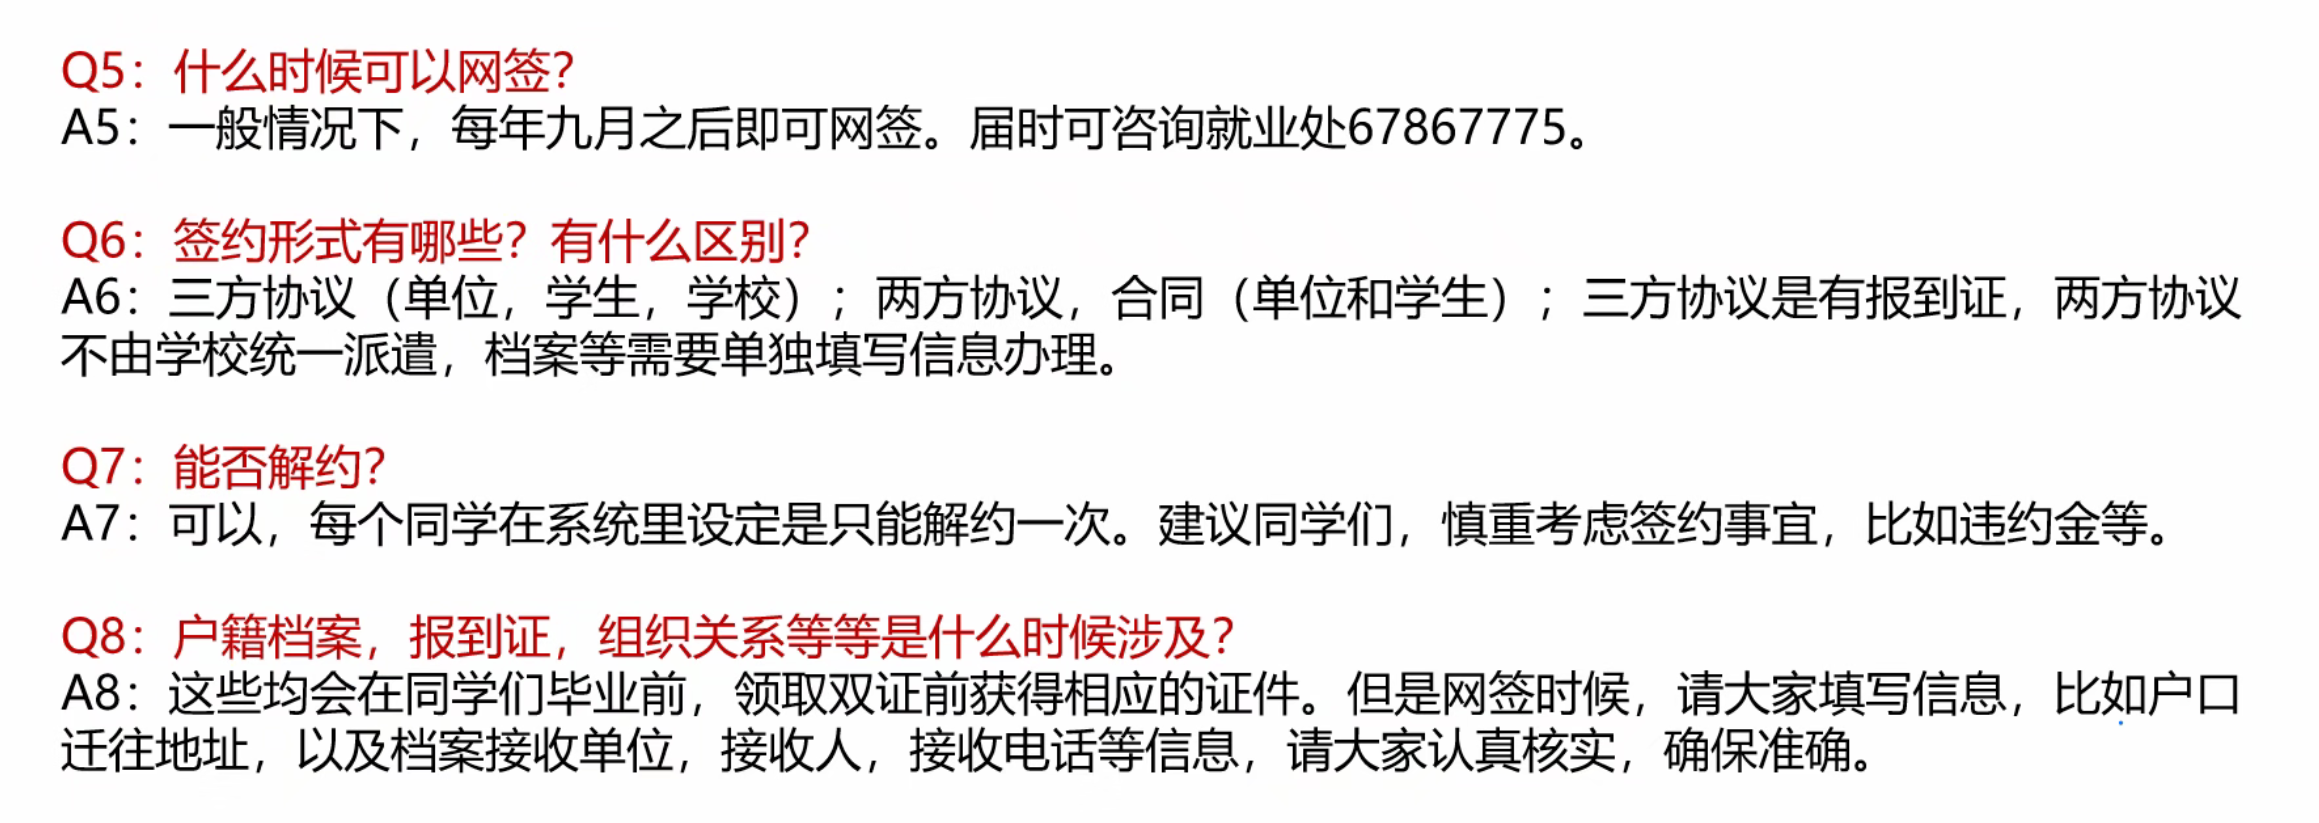 Q5：什么时候可以网签？
A5：一般情况下，每年九月之后即可网签。届时可咨询就业处67867775。
Q6：签约形式有哪些？有什么区别？
A6：三方协议（单位，学生，学校）；两方协议，合同（单位和学生）；三方协议是有报到证，两方协议
不由学校统一派遣，档案等需要单独填写信息办理。
Q7：能否解约？
A7：可以，每个同学在系统里设定是只能解约一次。建议同学们，慎重考虑签约事宜，比如违约金等。
Q8：户籍档案，报到证，组织关系等等是什么时候涉及？
A8：这些均会在同学们毕业前，领取双证前获得相应的证件。但是网签时候，请大家填写信息，比如户口
迁往地址，以及档案接收单位，接收人，接收电话等信息，请大家认真核实，确保准确。